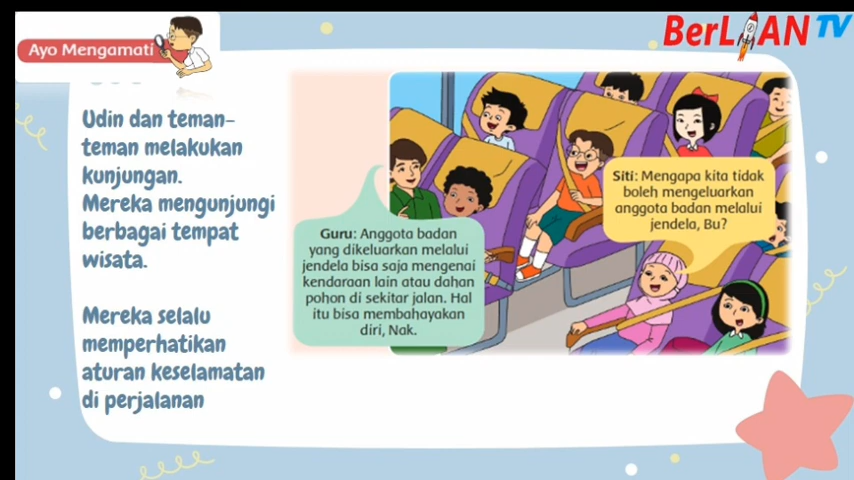 Ayo Mengamati
BerLIAN TV
Udin dan teman-
teman melakukan
kunjungan.
Mereka mengunjungi
berbagai tempat
wisata.
Mereka selalu
memperhatikan
aturan keselamatan
di perjalanan
Guru: Anggota badan
yang dikeluarkan melalui
jendela bisa saja mengenai
kendaraan lain atau dahan
pohon di sekitar jalan. Hal
itu bisa membahayakan
diri, Nak.
Siti: Mengapa kita tidak
boleh mengeluarkan
anggota badan melalui
jendela, Bu?